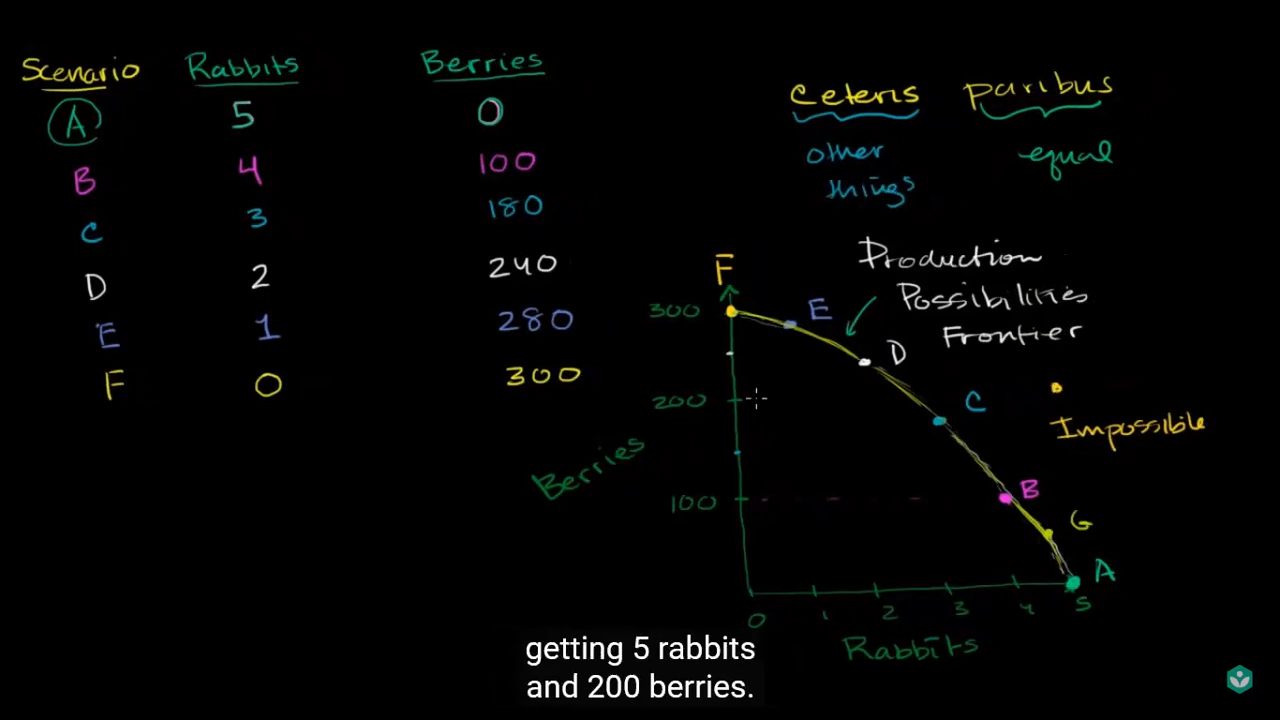 Scenario Rabbits Berries
A 5 0
B 4 100
C 3 180
D 2 240
E 1 280
F 0 300
Ceteris paribus
other equal
things
Production
Possibilities
Frontier
F
300
E
D
200
C
Impossible
Berries
100
B
G
A
0 1 2 3 4 5
Rabbits
getting 5 rabbits
and 200 berries.